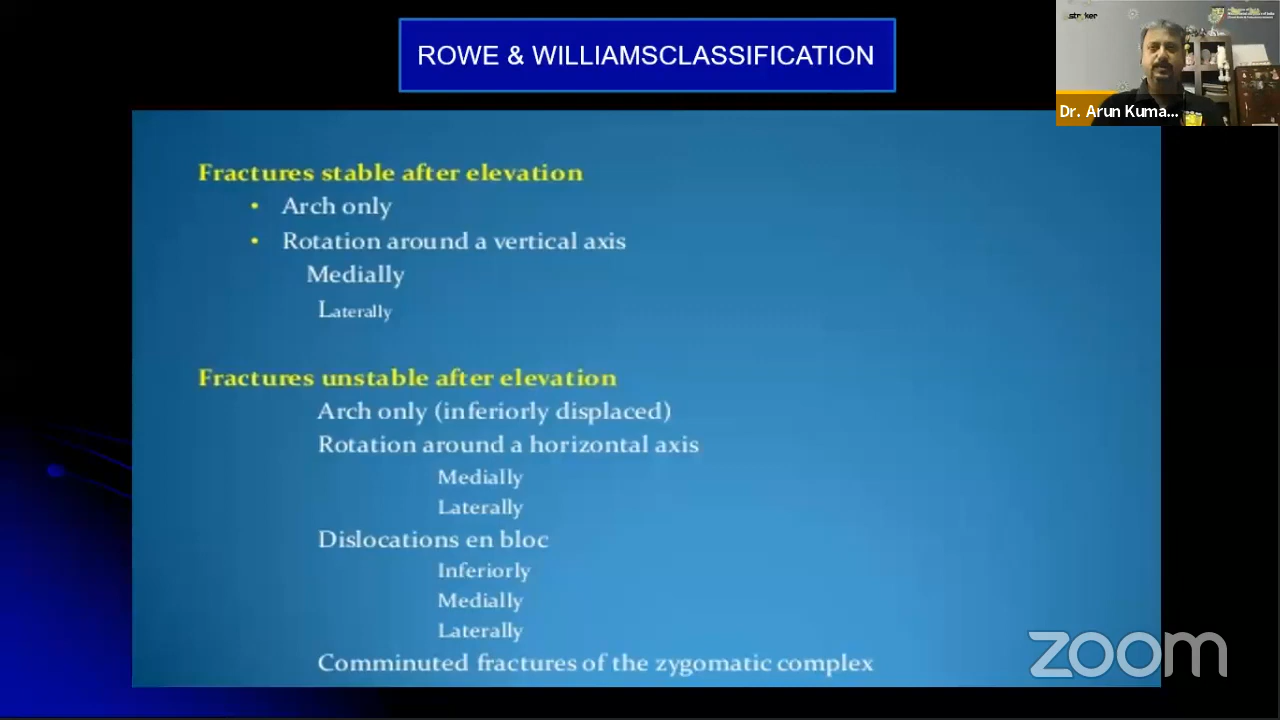 ROWE & WILLIAMSCLASSIFICATION
stryker
Dr. Arun Kuma...
Fractures stable after elevation
• Arch only
• Rotation around a vertical axis
Medially
Laterally
Fractures unstable after elevation
Arch only (inferiorly displaced)
Rotation around a horizontal axis
Medially
Laterally
Dislocations en bloc
Inferiorly
Medially
Laterally
Comminuted fractures of the zygomatic complex
zoom